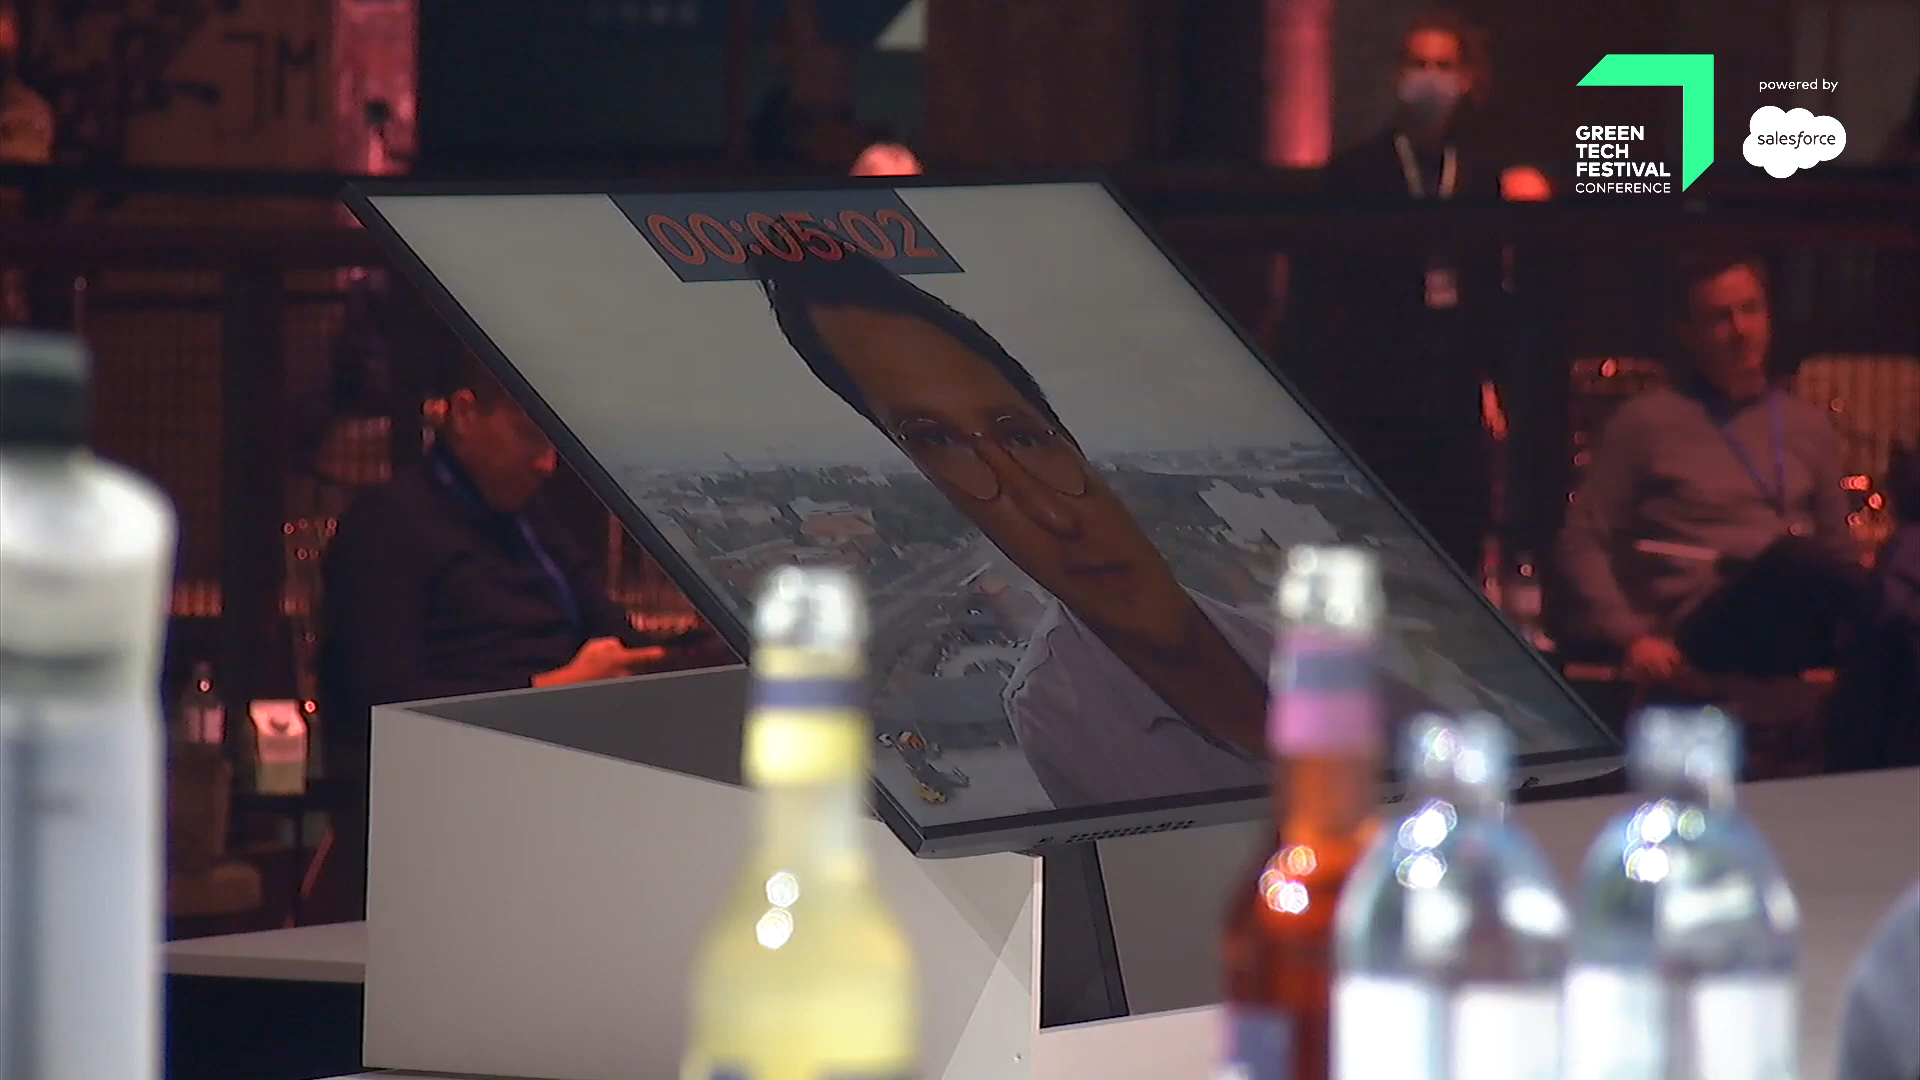 00:05:02
GREEN
TECH
FESTIVAL
CONFERENCE
powered by
salesforce